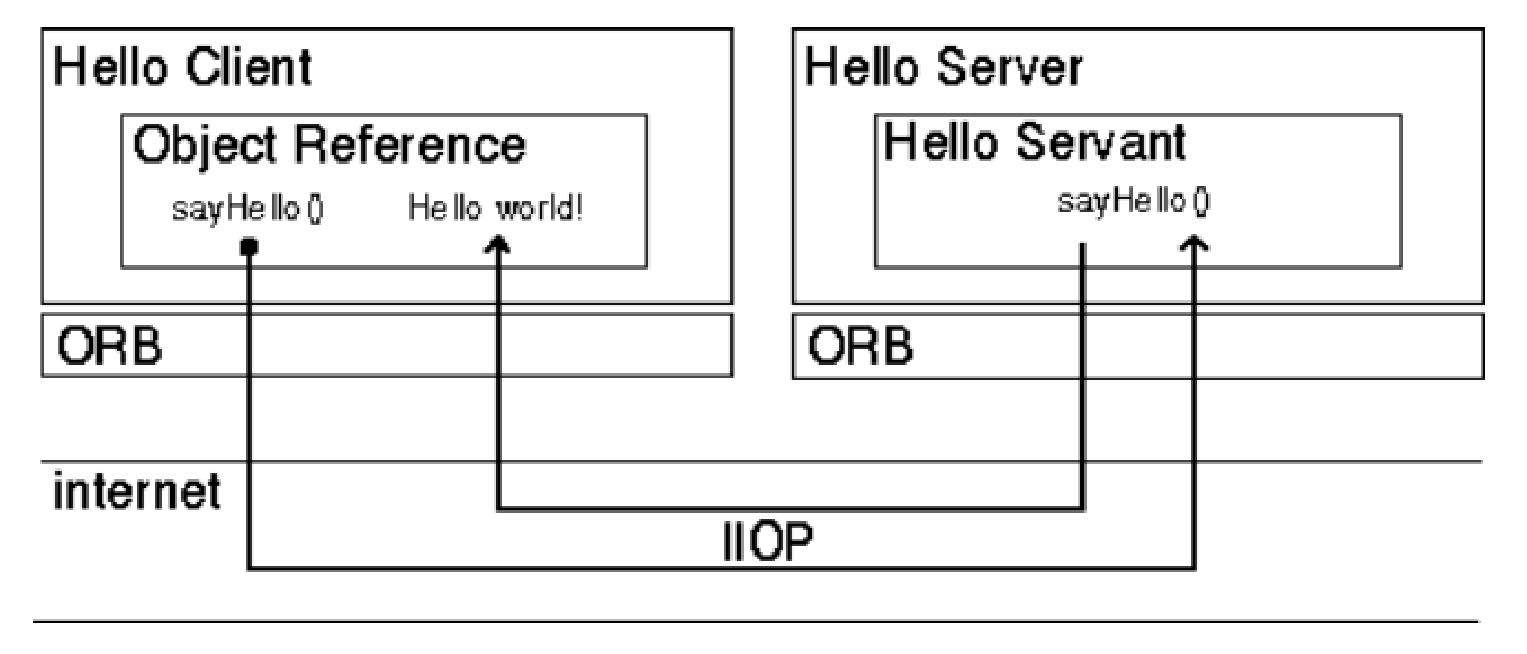 Hello Client
Object Reference
sayHello() Hello world!
ORB
Hello Server
Hello Servant
sayHello()
ORB
internet
IIOP